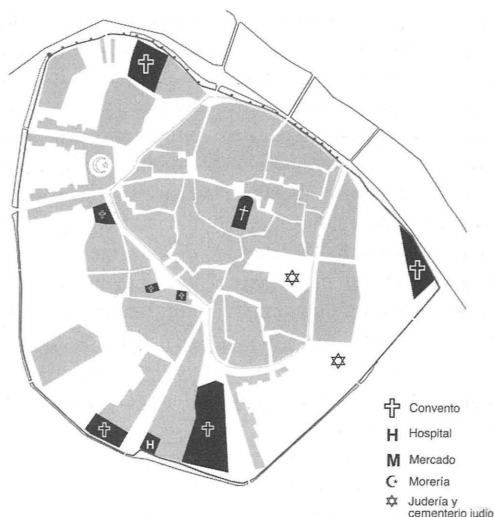 H
Convento
H Hospital
M Mercado
Morería
Judería y
cementerio judío